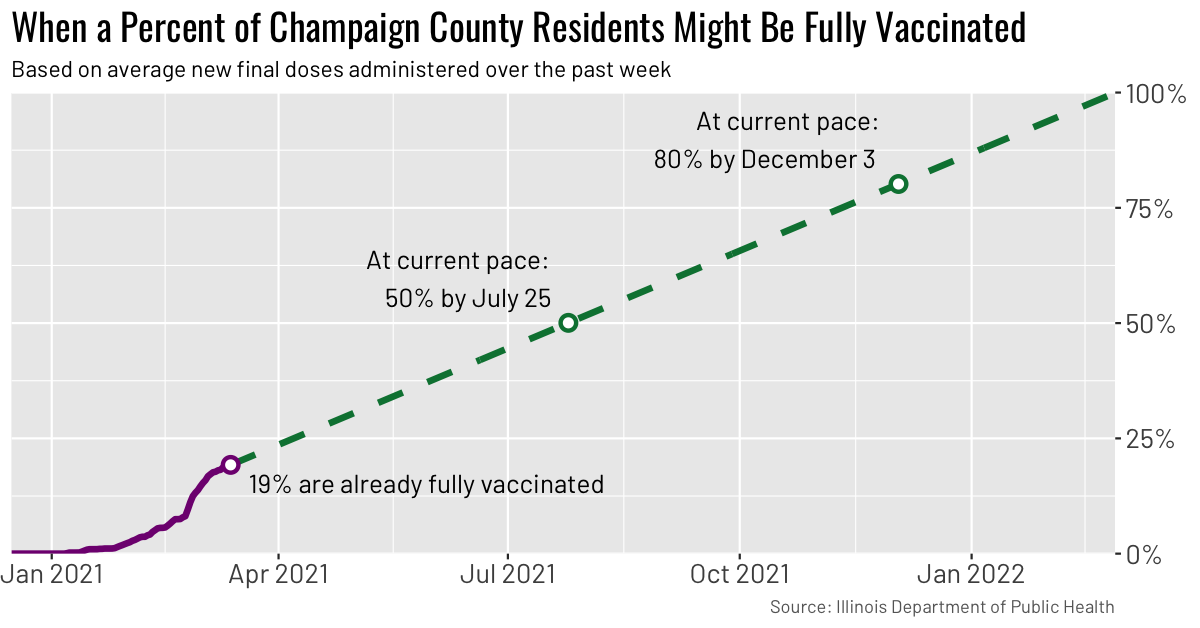 When a Percent of Champaign County Residents Might Be Fully Vaccinated
Based on average new final doses administered over the past week
100%
At current pace:
80% by December 3
75%
At current pace:
50% by July 25
50%
25%
19% are already fully vaccinated
0%
Jan 2021 Apr 2021 Jul 2021 Oct 2021 Jan 2022
Source: Illinois Department of Public Health